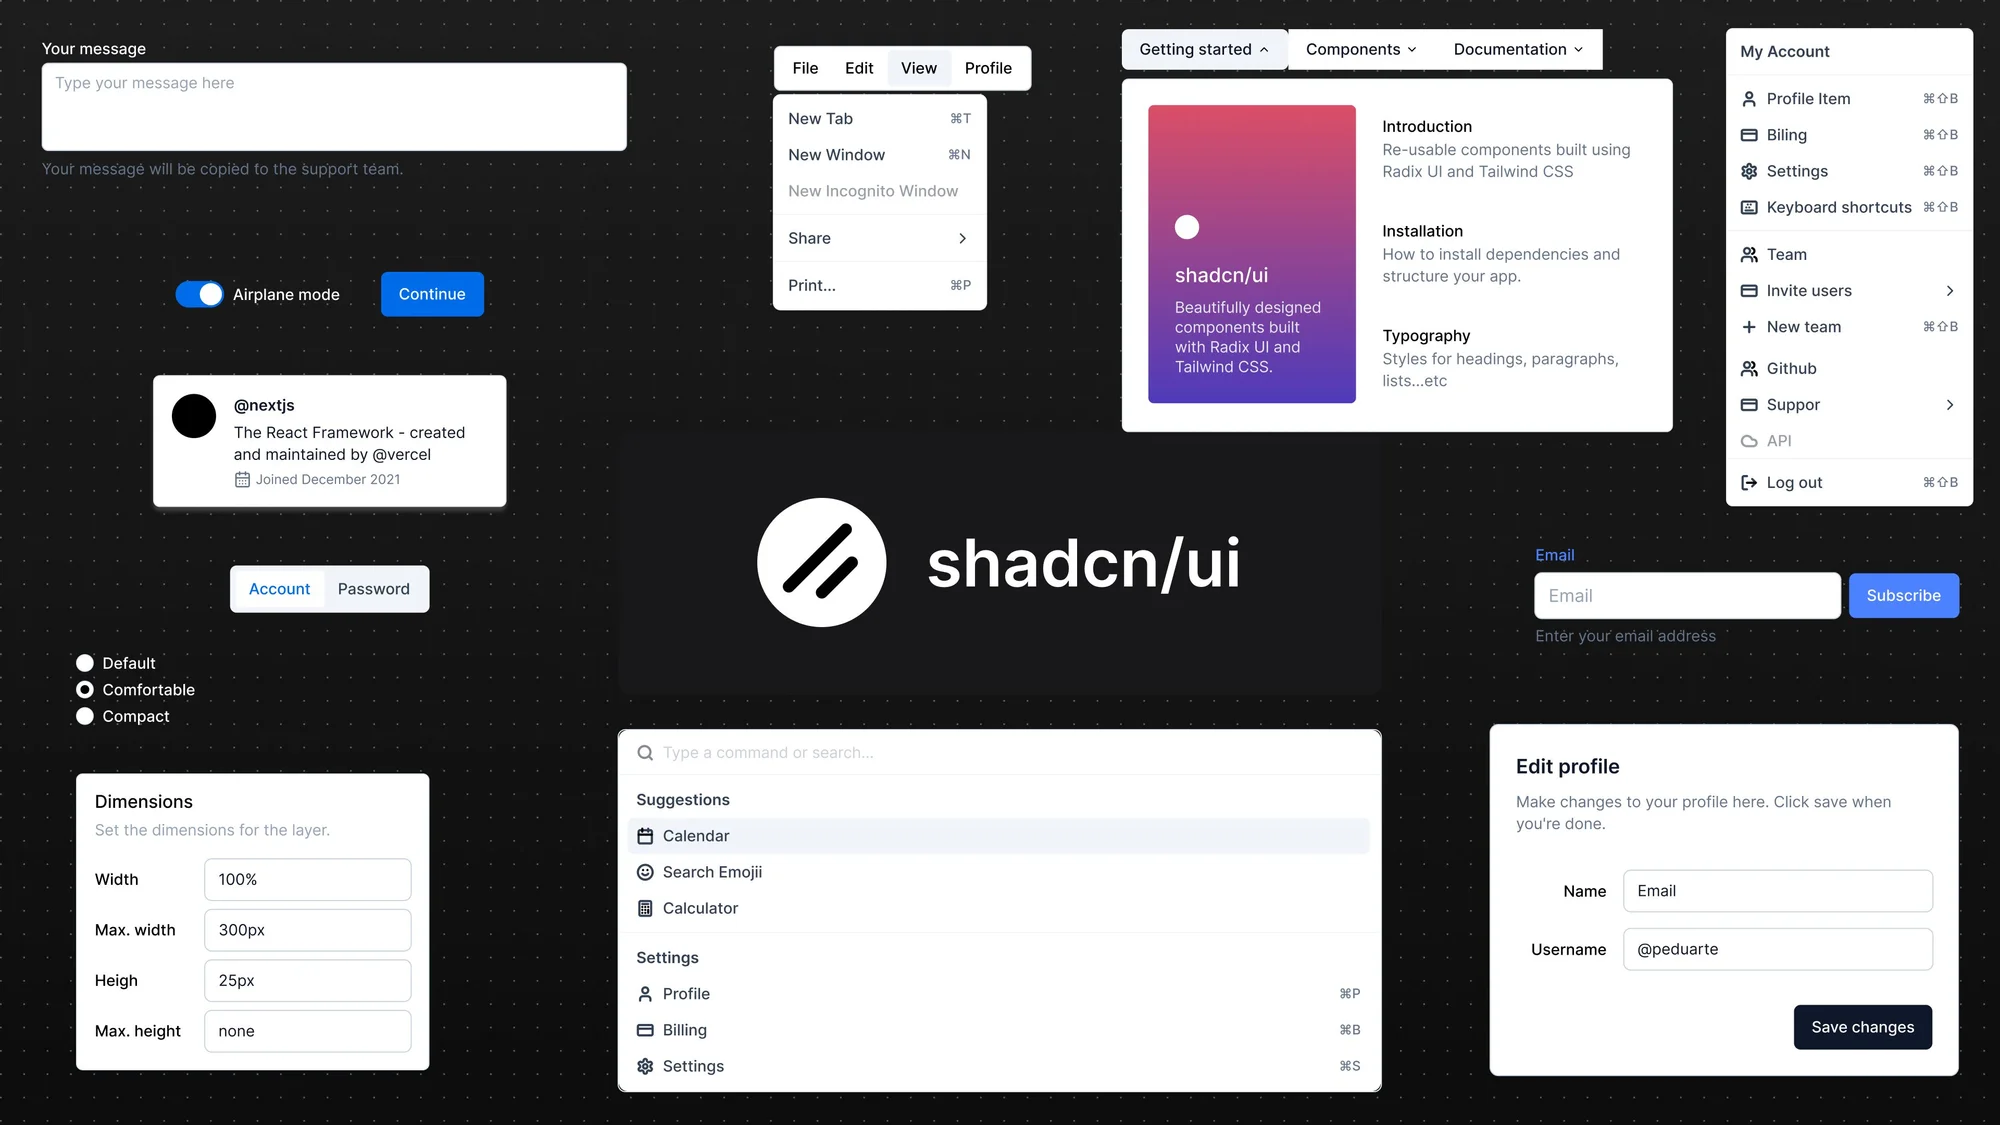 Your message
Type your message here
Your message will be copied to the support team.
Airplane mode
Continue
@nextjs
The React Framework - created
and maintained by @vercel
Joined December 2021
Account Password
Default
Comfortable
Compact
Dimensions
Set the dimensions for the layer.
Width 100%
Max. width 300px
Heigh 25px
Max. height none
File Edit View Profile
New Tab ⌘T
New Window ⌘N
New Incognito Window
Share
Print... ⌘P
shadcn/ui
Type a command or search...
Suggestions
Calendar
Search Emojii
Calculator
Settings
Profile ⌘P
Billing ⌘B
Settings ⌘S
Getting started Components Documentation
shadcn/ui
Beautifully designed
components built
with Radix UI and
Tailwind CSS.
Introduction
Re-usable components built using
Radix UI and Tailwind CSS
Installation
How to install dependencies and
structure your app.
Typography
Styles for headings, paragraphs,
lists...etc
My Account
Profile Item ⌘⇧B
Biling ⌘⇧B
Settings ⌘⇧B
Keyboard shortcuts ⌘⇧B
Team
Invite users
New team ⌘⇧B
Github
Suppor
API
Log out ⌘⇧B
Email
Email
Subscribe
Enter your email address
Edit profile
Make changes to your profile here. Click save when
you're done.
Name Email
Username @peduarte
Save changes